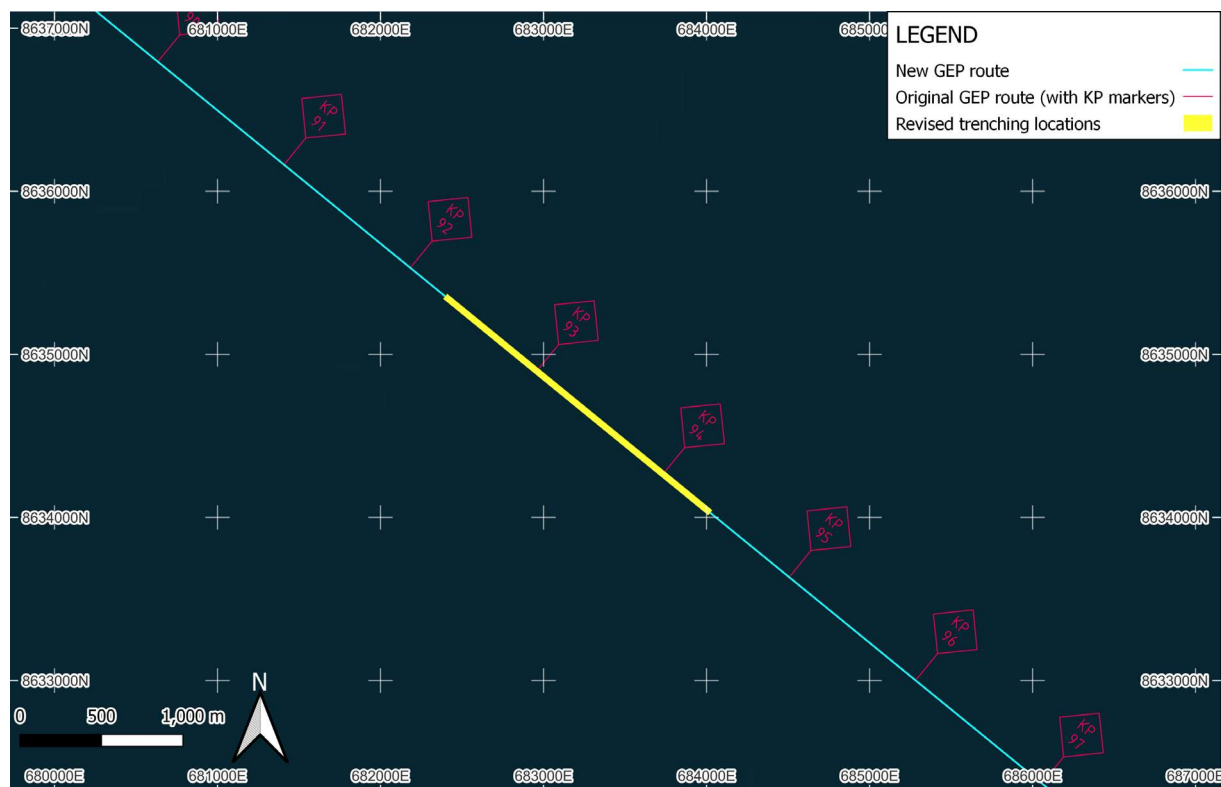 8637000N
681000E
682000E
683000E
684000E
LEGEND
New GEP route
Original GEP route (with KP markers)
Revised trenching locations
KP
91
8636000N
8636000N
KP
92
KP
93
8635000N
8635000N
KP
94
KP
95
8634000N
8634000N
KP
96
8633000N
8633000N
N
0 500 1,000 m
KP
97
680000E
681000E
682000E
683000E
684000E
685000E
686000E